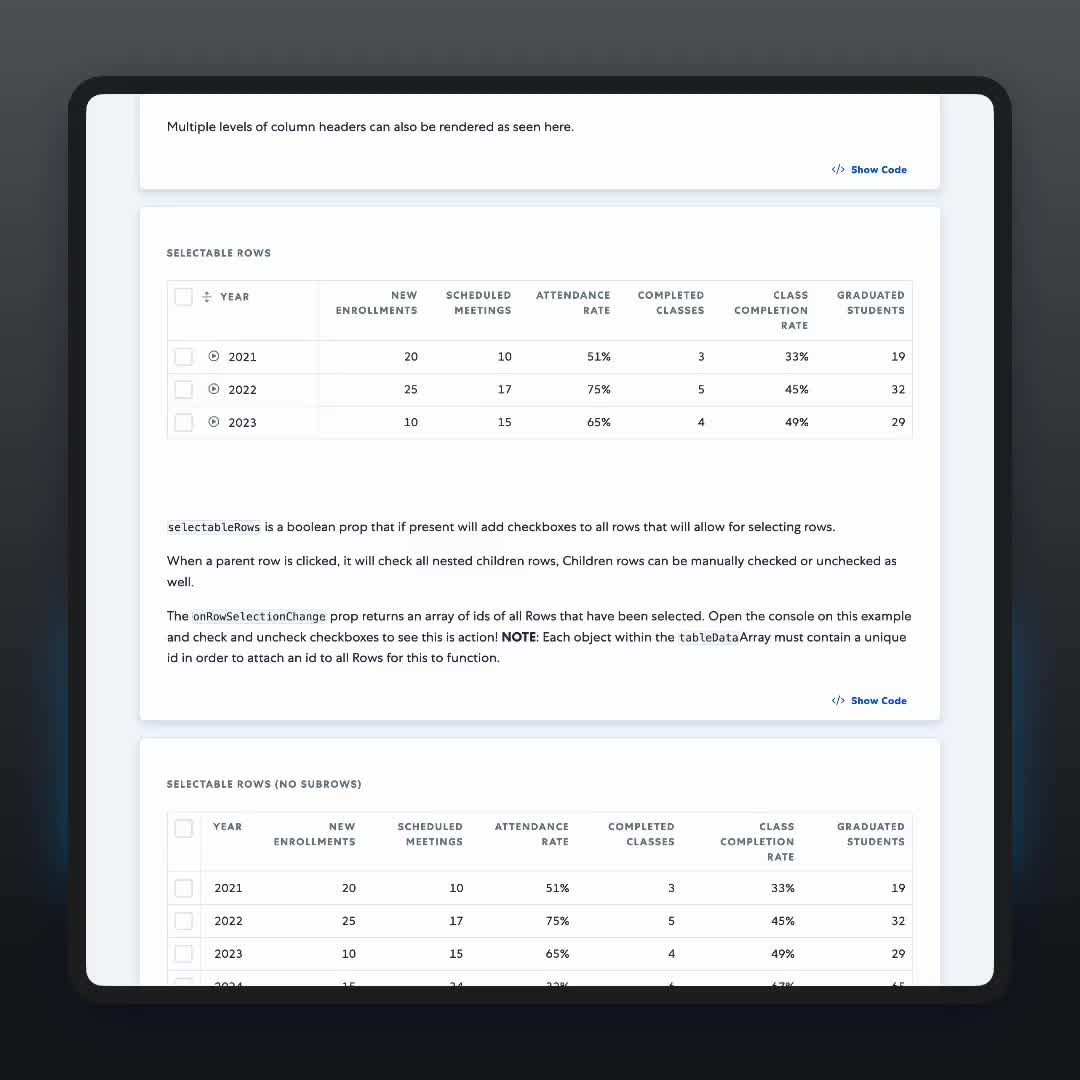 Multiple levels of column headers can also be rendered as seen here.
</> Show Code
SELECTABLE ROWS
YEAR NEW ENROLLMENTS SCHEDULED MEETINGS ATTENDANCE RATE COMPLETED CLASSES CLASS COMPLETION RATE GRADUATED STUDENTS
2021 20 10 51% 3 33% 19
2022 25 17 75% 5 45% 32
2023 10 15 65% 4 49% 29
selectableRows is a boolean prop that if present will add checkboxes to all rows that will allow for selecting rows.
When a parent row is clicked, it will check all nested children rows, Children rows can be manually checked or unchecked as
well.
The onRowSelectionChange prop returns an array of ids of all Rows that have been selected. Open the console on this example
and check and uncheck checkboxes to see this is action! NOTE: Each object within the tableDataArray must contain a unique
id in order to attach an id to all Rows for this to function.
</> Show Code
SELECTABLE ROWS (NO SUBROWS)
YEAR NEW ENROLLMENTS SCHEDULED MEETINGS ATTENDANCE RATE COMPLETED CLASSES CLASS COMPLETION RATE GRADUATED STUDENTS
2021 20 10 51% 3 33% 19
2022 25 17 75% 5 45% 32
2023 10 15 65% 4 49% 29